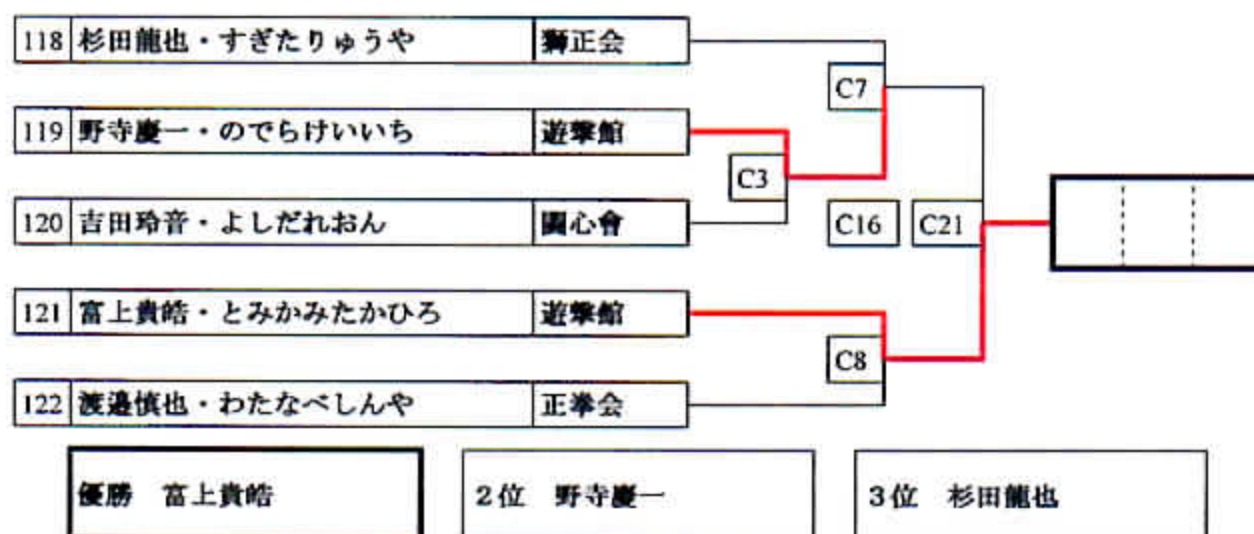 118 杉田龍也・すぎたりゅうや 獅正会
C7
119 野寺慶一・のでらけいいち 遊撃館
C3
120 吉田玲音・よしだれおん 闘心會
C16 C21
121 富上貴皓・とみかみたかひろ 遊撃館
C8
122 渡邉慎也・わたなべしんや 正拳会
優勝 富上貴皓
2位 野寺慶一
3位 杉田龍也